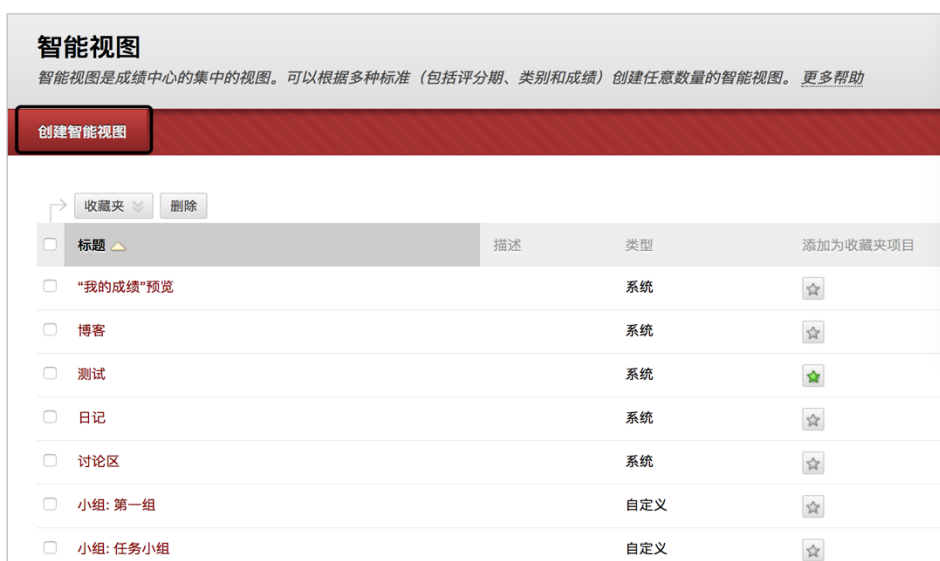 智能视图
智能视图是成绩中心的集中的视图。可以根据多种标准（包括评分期、类别和成绩）创建任意数量的智能视图。 更多帮助
创建智能视图
收藏夹 删除
标题 描述 类型 添加为收藏夹项目
“我的成绩”预览 系统
博客 系统
测试 系统
日记 系统
讨论区 系统
小组: 第一组 自定义
小组: 任务小组 自定义